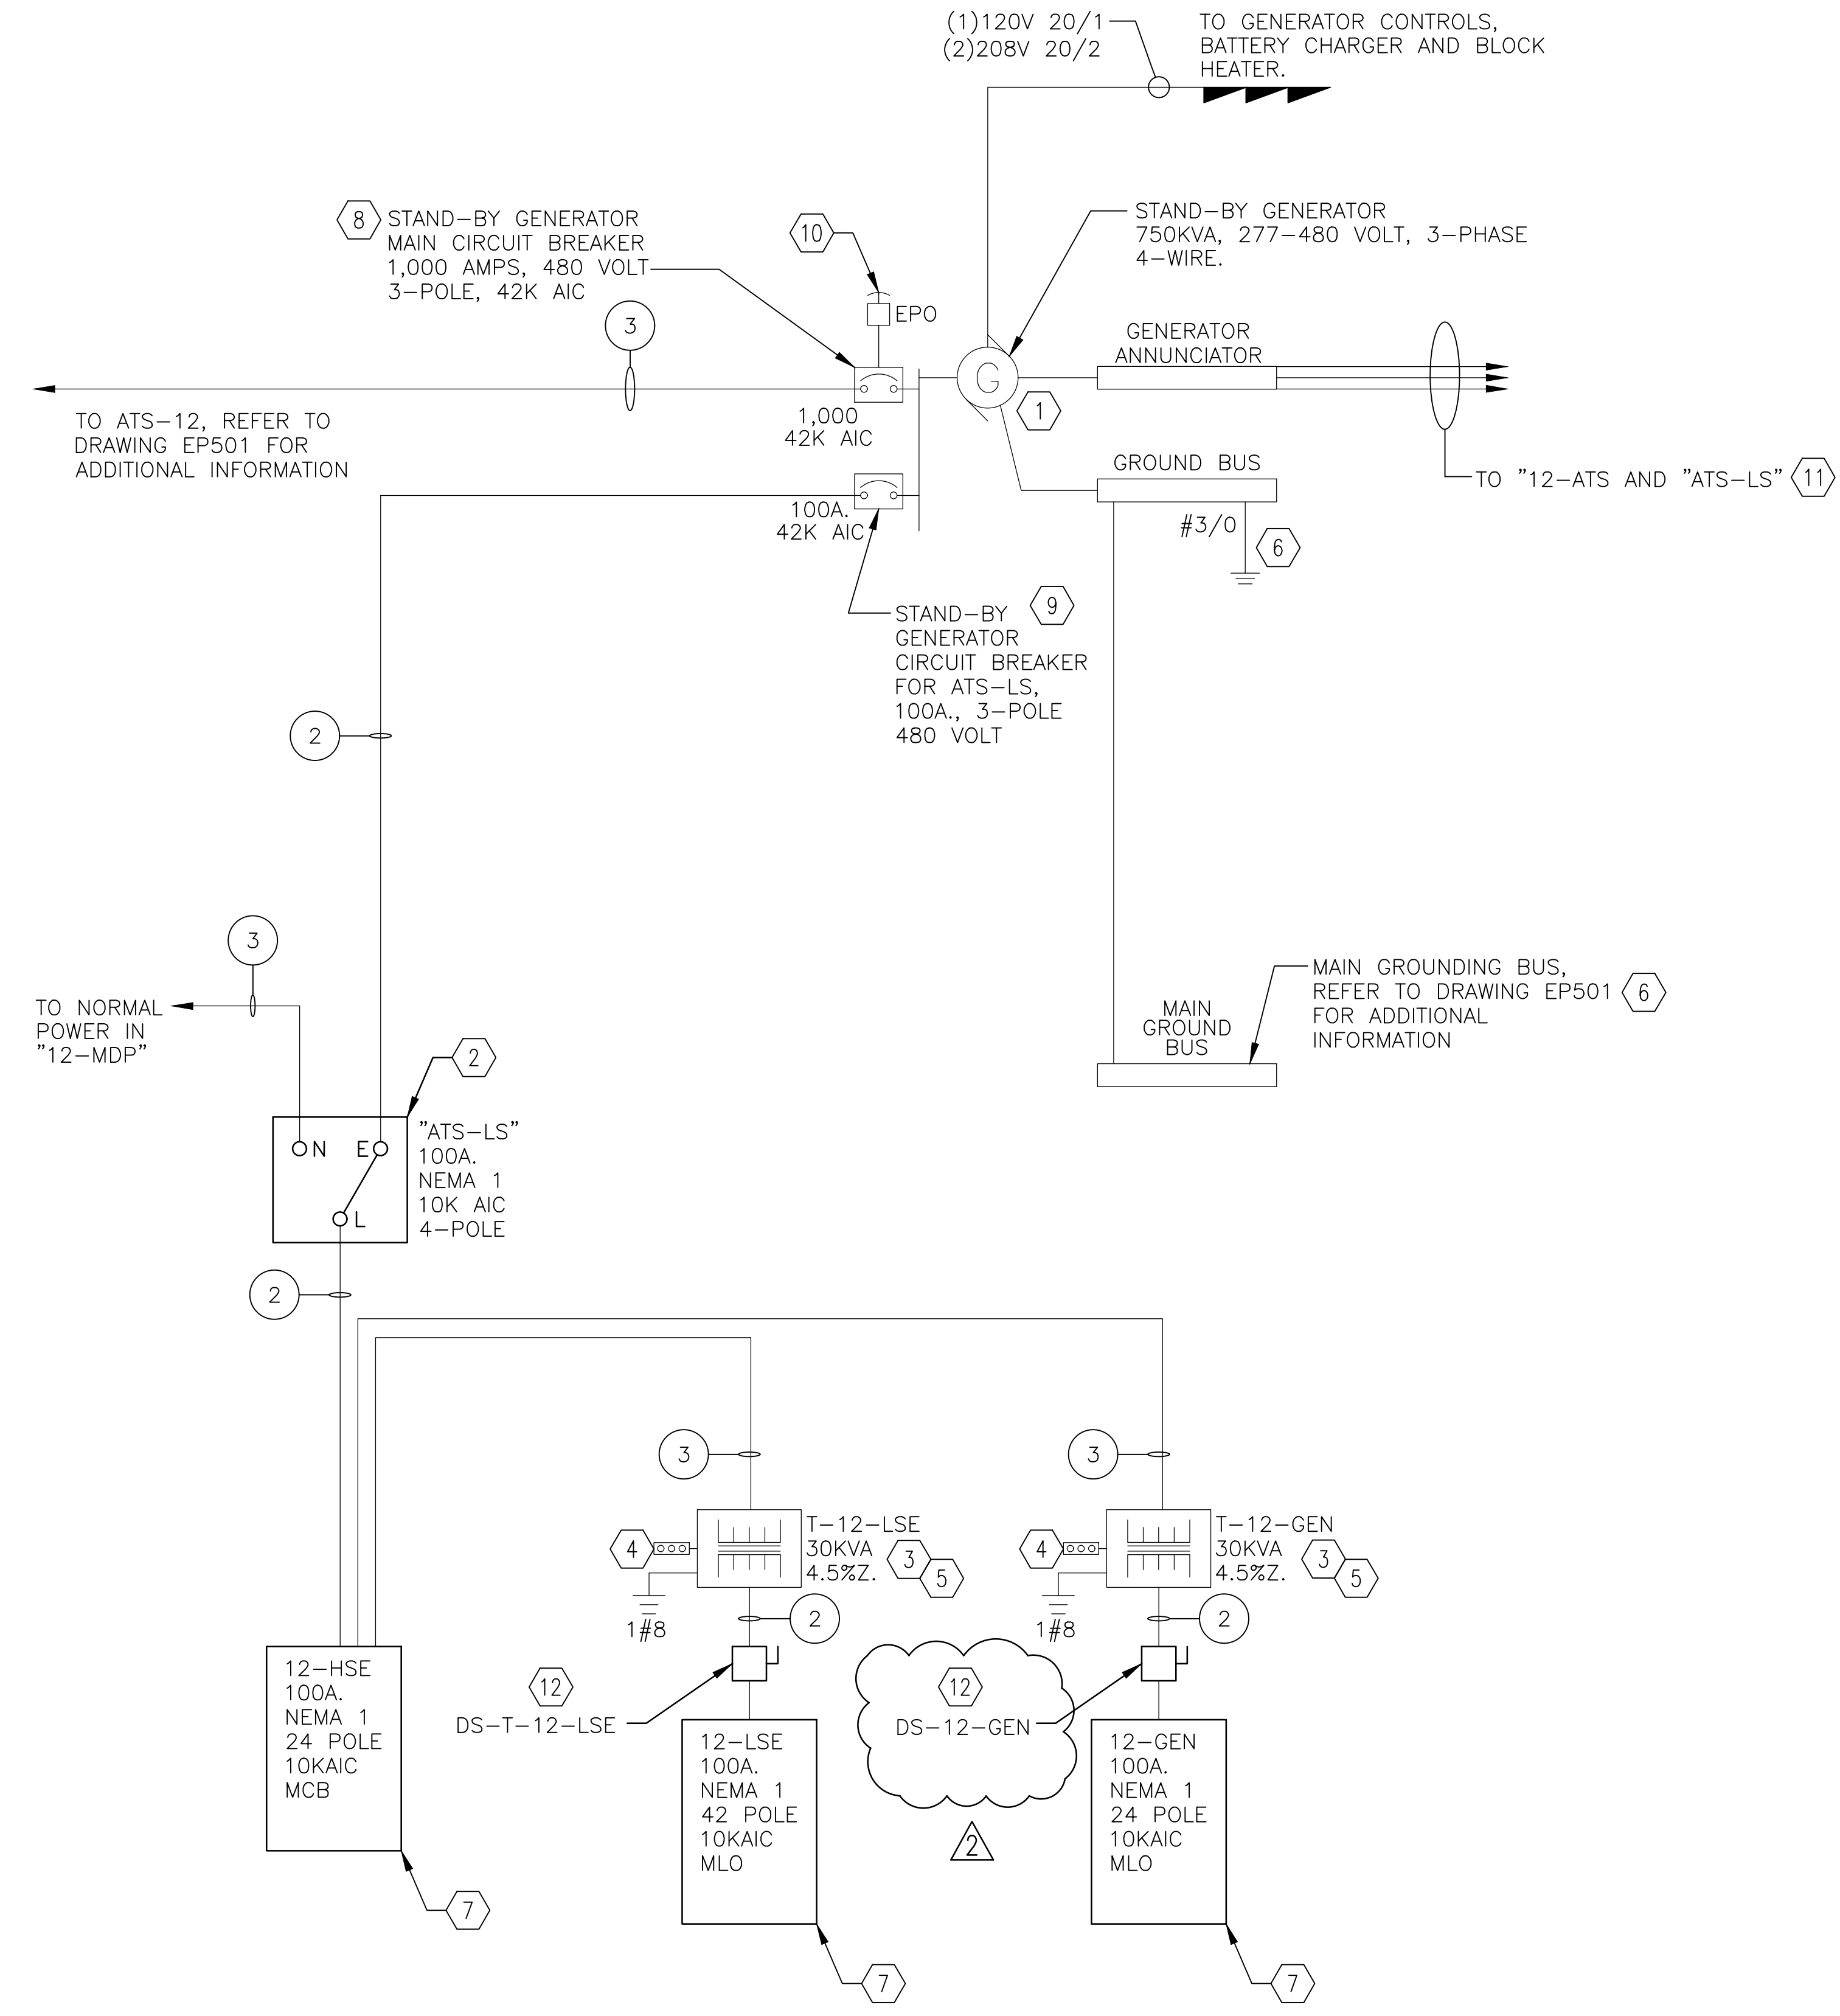 (1)120V 20/1
(2)208V 20/2
TO GENERATOR CONTROLS,
BATTERY CHARGER AND BLOCK
HEATER.
8
STAND-BY GENERATOR
MAIN CIRCUIT BREAKER
1,000 AMPS, 480 VOLT
3-POLE, 42K AIC
10
EPO
STAND-BY GENERATOR
750KVA, 277-480 VOLT, 3-PHASE
4-WIRE.
3
G
1
GENERATOR
ANNUNCIATOR
TO ATS-12, REFER TO
DRAWING EP501 FOR
ADDITIONAL INFORMATION
1,000
42K AIC
GROUND BUS
TO "12-ATS AND "ATS-LS"
11
100A.
42K AIC
#3/0
6
STAND-BY
GENERATOR
CIRCUIT BREAKER
FOR ATS-LS,
100A., 3-POLE
480 VOLT
9
2
3
TO NORMAL
POWER IN
"12-MDP"
2
MAIN GROUNDING BUS,
REFER TO DRAWING EP501
FOR ADDITIONAL
INFORMATION
6
MAIN
GROUND
BUS
N
E
L
"ATS-LS"
100A.
NEMA 1
10K AIC
4-POLE
2
3
3
4
T-12-LSE
30KVA
4.5%Z.
3
5
1#8
2
4
T-12-GEN
30KVA
4.5%Z.
3
5
1#8
2
12-HSE
100A.
NEMA 1
24 POLE
10KAIC
MCB
7
12
DS-T-12-LSE
12-LSE
100A.
NEMA 1
42 POLE
10KAIC
MLO
7
12
DS-12-GEN
2
12-GEN
100A.
NEMA 1
24 POLE
10KAIC
MLO
7